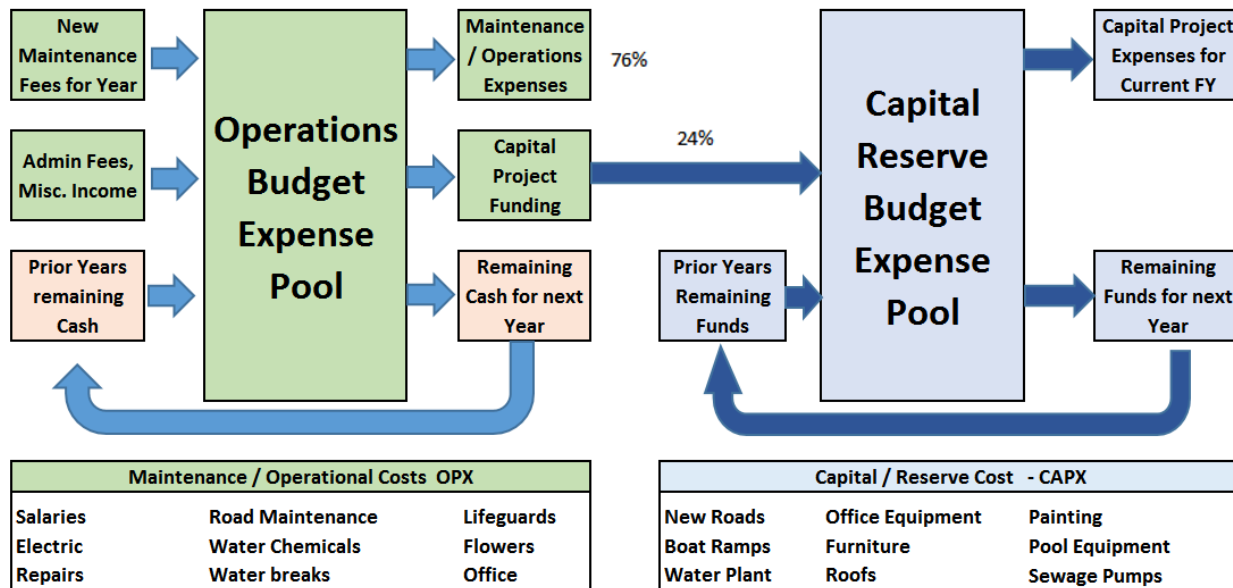 New
Maintenance
Fees for Year
Admin Fees,
Misc. Income
Prior Years
remaining
Cash
Operations
Budget
Expense
Pool
Maintenance
/ Operations
Expenses
76%
Capital
Project
Funding
24%
Remaining
Cash for next
Year
Prior Years
Remaining
Funds
Capital
Reserve
Budget
Expense
Pool
Capital Project
Expenses for
Current FY
Remaining
Funds for next
Year
Maintenance / Operational Costs OPX
Salaries Road Maintenance Lifeguards
Electric Water Chemicals Flowers
Repairs Water breaks Office
Capital / Reserve Cost - CAPX
New Roads Office Equipment Painting
Boat Ramps Furniture Pool Equipment
Water Plant Roofs Sewage Pumps